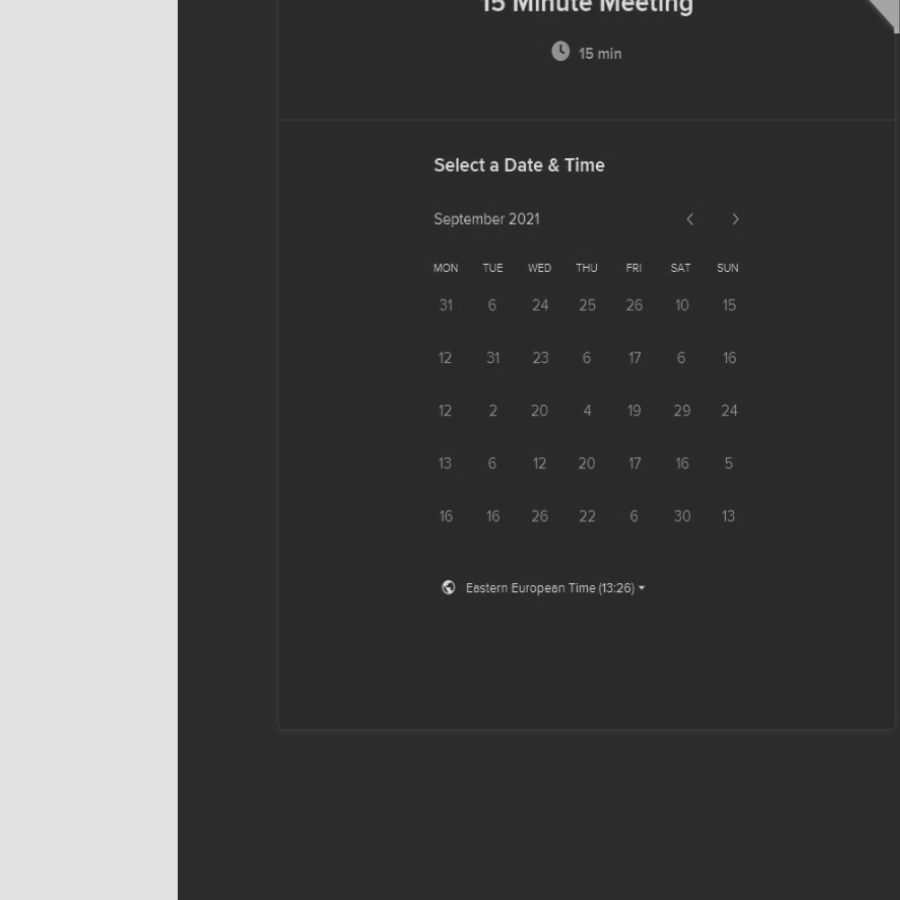 15 Minute Meeting
15 min
Select a Date & Time
September 2021
MON TUE WED THU FRI SAT SUN
31 6 24 25 26 10 15
12 31 23 6 17 6 16
12 2 20 4 19 29 24
13 6 12 20 17 16 5
16 16 26 22 6 30 13
Eastern European Time (13:26)